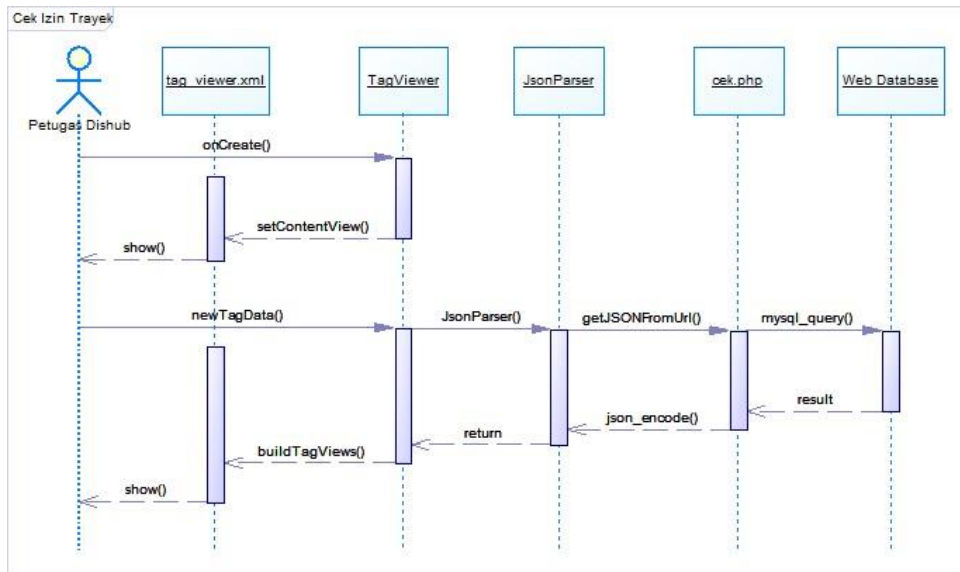 Cek Izin Trayek
Petugas Dishub
tag_viewer.xml
TagViewer
JsonParser
cek.php
Web Database
onCreate()
setContentView()
show()
newTagData()
JsonParser()
getJSONFromUrl()
mysql_query()
result
json_encode()
return
buildTagViews()
show()